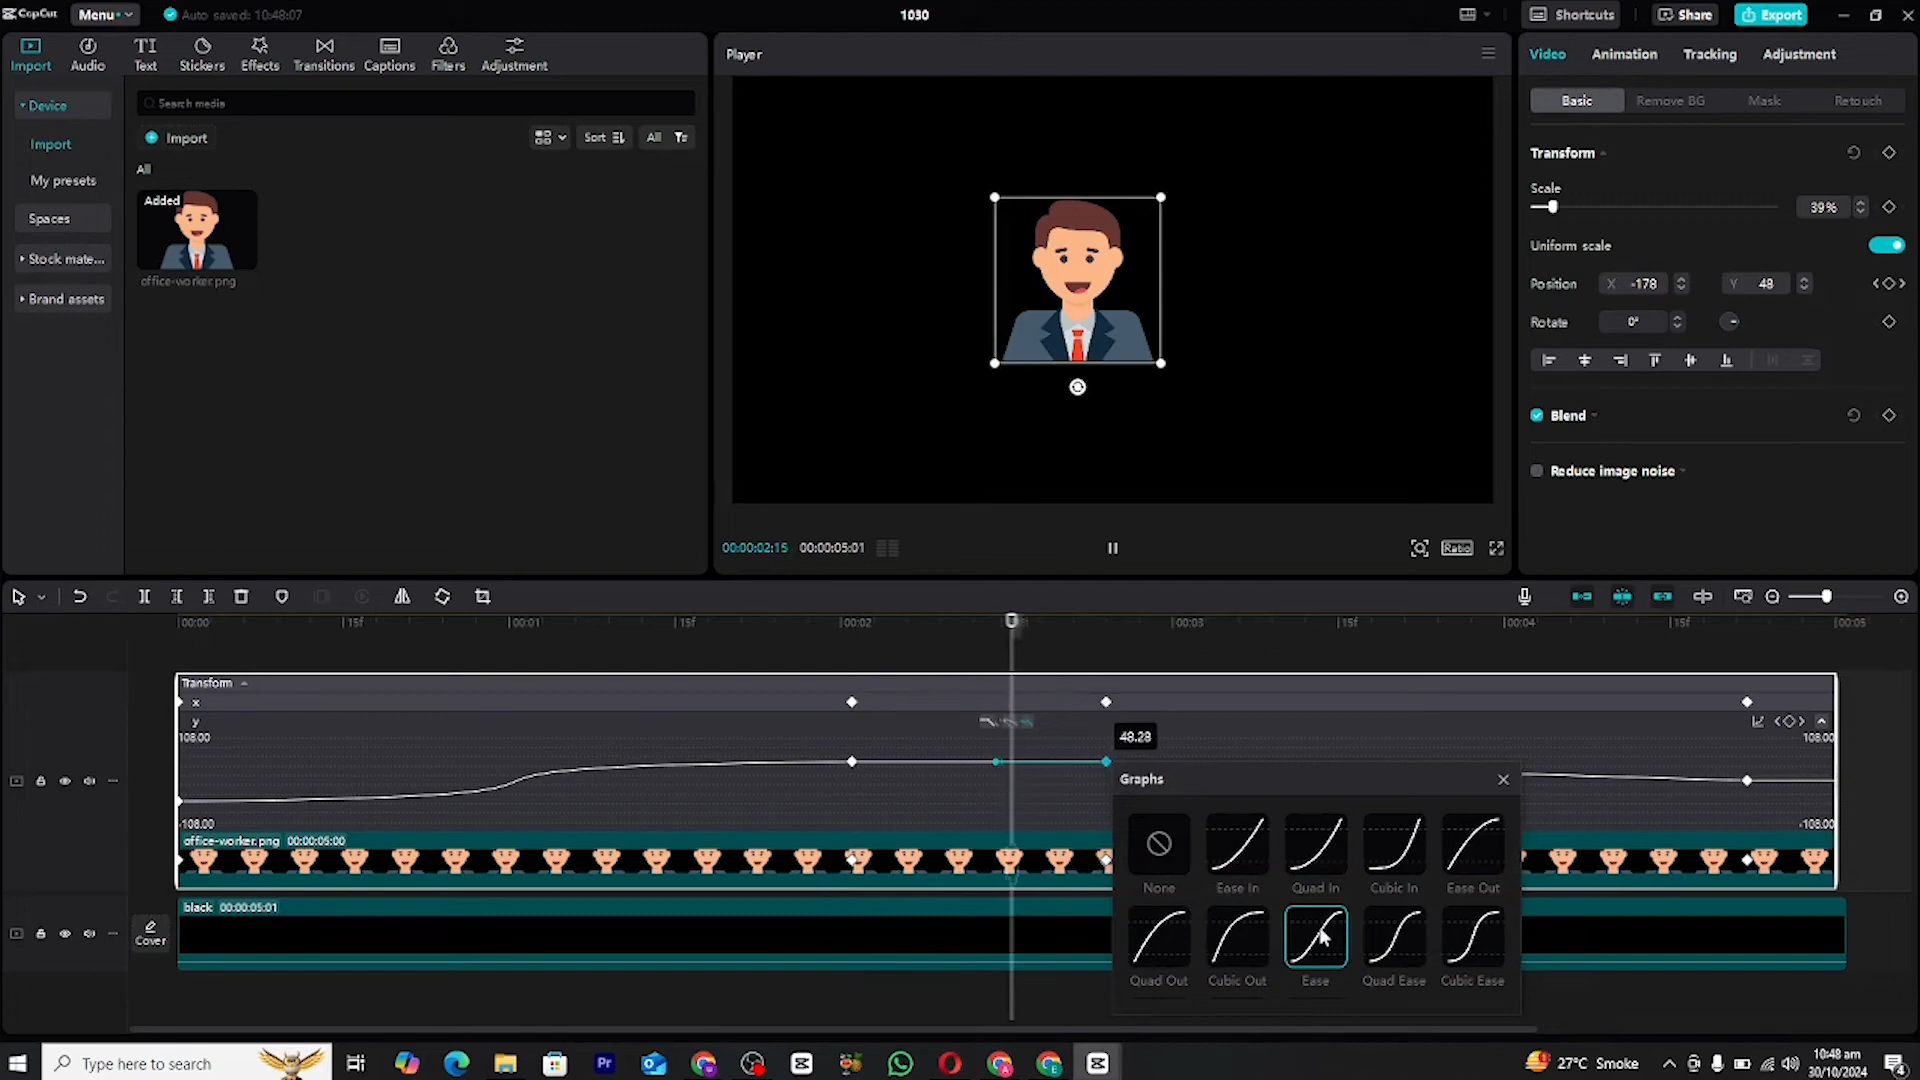 CapCut
Menu
Auto saved: 10:48:07
1030
Shortcuts
Share
Export
Import
Audio
TI
Text
Stickers
Effects
Transitions
Captions
Filters
Adjustment
Device
Import
My presets
Spaces
Stock mate...
Brand assets
Search media
Import
Sort
All
All
Added
office-worker.png
Player
00:00:02:15
00:00:05:01
Ratio
Video
Animation
Tracking
Adjustment
Basic
Remove BG
Mask
Retouch
Transform
Scale
39%
Uniform scale
Position
X -178
Y 48
Rotate
0°
Blend
Reduce image noise
00:00
15f
00:01
15f
00:02
00:03
15f
00:04
15f
00:05
Transform
x
y
108.00
108.00
48.28
-108.00
-108.00
office-worker.png 00:00:05:00
Graphs
None
Ease In
Quad In
Cubic In
Ease Out
Quad Out
Cubic Out
Ease
Quad Ease
Cubic Ease
Cover
black 00:00:05:01
Type here to search
Pr
27°C Smoke
10:48 am
30/10/2024
4